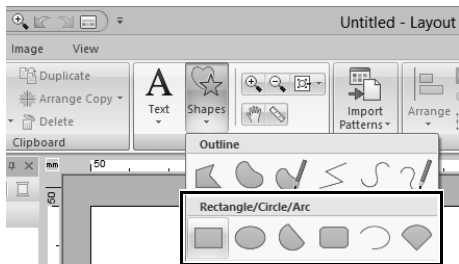 Untitled - Layout
Image View
Duplicate
Arrange Copy
Delete
Clipboard
A
Text
Shapes
Import
Patterns
Arrange
Outline
Rectangle/Circle/Arc
mm
50
50